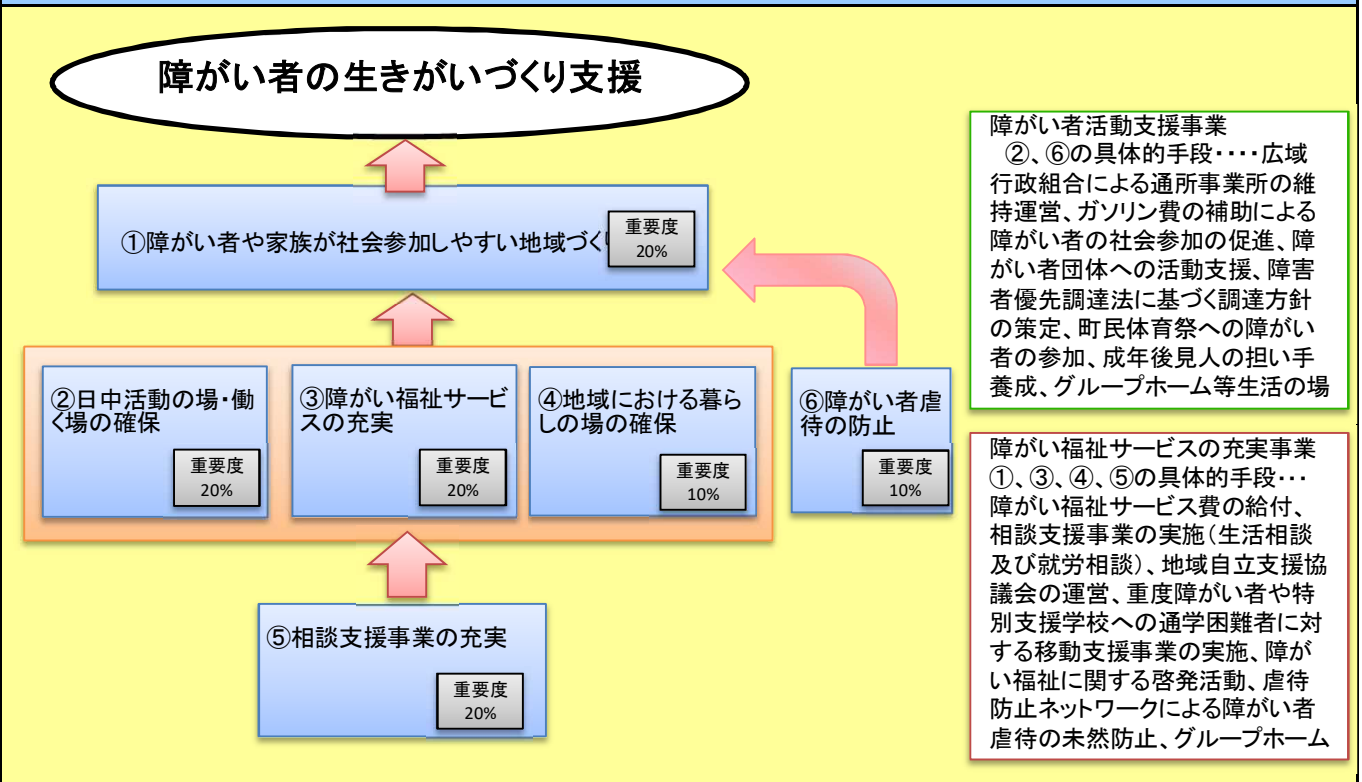 障がい者の生きがいづくり支援
①障がい者や家族が社会参加しやすい地域づく
重要度
20%
②日中活動の場・働
く場の確保
重要度
20%
③障がい福祉サービ
スの充実
重要度
20%
④地域における暮ら
しの場の確保
重要度
10%
⑥障がい者虐
待の防止
重要度
10%
⑤相談支援事業の充実
重要度
20%
障がい者活動支援事業
②、⑥の具体的手段・・・・広域
行政組合による通所事業所の維
持運営、ガソリン費の補助による
障がい者の社会参加の促進、障
がい者団体への活動支援、障害
者優先調達法に基づく調達方針
の策定、町民体育祭への障がい
者の参加、成年後見人の担い手
養成、グループホーム等生活の場
障がい福祉サービスの充実事業
①、③、④、⑤の具体的手段・・・
障がい福祉サービス費の給付、
相談支援事業の実施(生活相談
及び就労相談)、地域自立支援協
議会の運営、重度障がい者や特
別支援学校への通学困難者に対
する移動支援事業の実施、障が
い福祉に関する啓発活動、虐待
防止ネットワークによる障がい者
虐待の未然防止、グループホーム